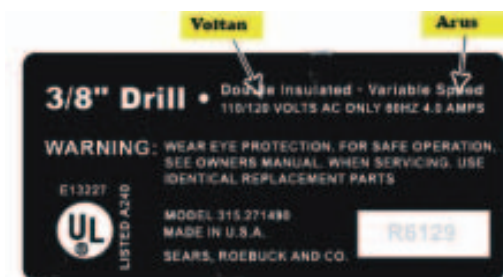 Voltan Arus
3/8" Drill • Double Insulated - Variable Speed
110/120 VOLTS AC ONLY 60HZ 4.0 AMPS
WARNING: WEAR EYE PROTECTION. FOR SAFE OPERATION,
SEE OWNERS MANUAL. WHEN SERVICING, USE
IDENTICAL REPLACEMENT PARTS
E13227
UL
LISTED A240
MODEL 315.271490
MADE IN U.S.A.
SEARS, ROEBUCK AND CO.
R6129